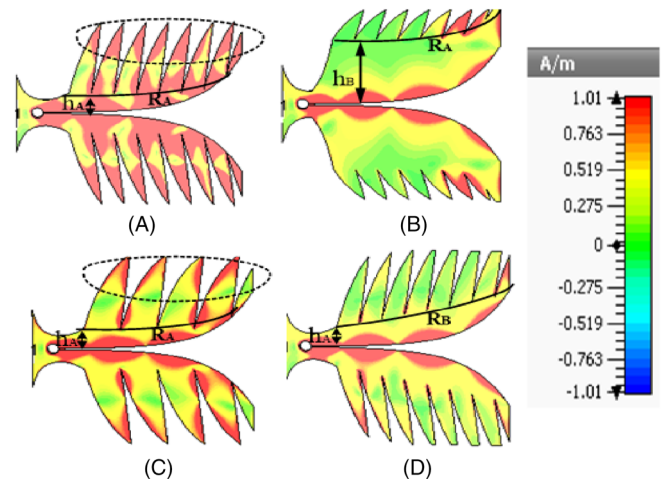 hA
RA
hB
RA
(A)
(B)
hA
RA
hA
RB
(C)
(D)
A/m
1.01
0.763
0.519
0.275
0
-0.275
-0.519
-0.763
-1.01